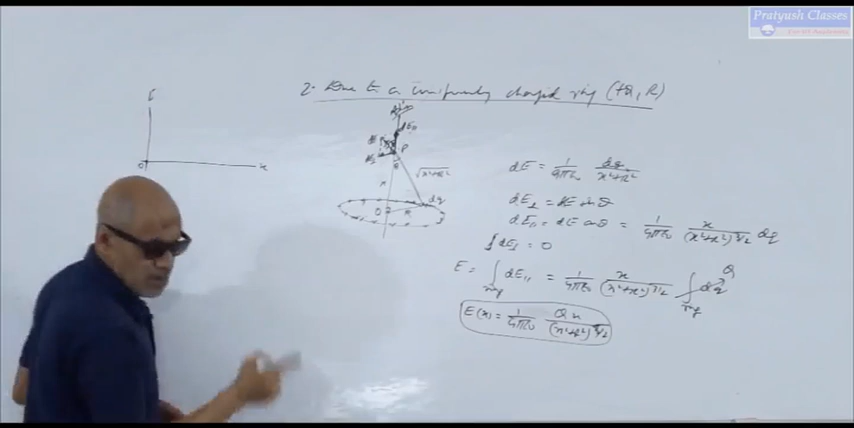 Pratyush Classes
2. Due to a uniformly charged ring (+Q, R)
E
O
x
dE∥
P
dE⊥
θ
√x²+R²
x
dq
O
R
dE = 1/4πε₀ dq/x²+R²
dE⊥ = dE sinθ
dE∥ = dE cosθ = 1/4πε₀ x/(x²+R²)^3/2 dq
∫dE⊥ = 0
E = ∫ring dE∥ = 1/4πε₀ x/(x²+R²)^3/2 ∫ring dq Q
E(x) = 1/4πε₀ Qx/(x²+R²)^3/2